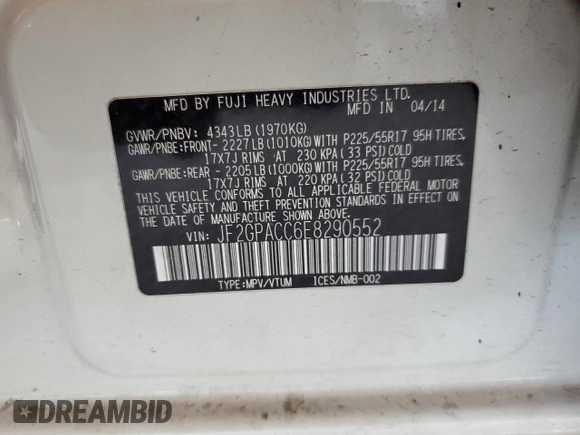 MFD BY FUJI HEAVY INDUSTRIES LTD.
MFD IN 04/14
GVWR/PNBV: 4343LB(1970KG)
GAWR/PNBE:FRONT- 2227LB(1010KG)WITH P225/55R17 95H TIRES,
17X7J RIMS AT 230 KPA(33 PSI)COLD
GAWR/PNBE:REAR - 2205LB(1000KG)WITH P225/55R17 95H TIRES,
17X7J RIMS AT 220 KPA(32 PSI)COLD
THIS VEHICLE CONFORMS TO ALL APPLICABLE FEDERAL MOTOR
VEHICLE SAFETY AND THEFT PREVENTION STANDARDS IN EFFECT ON
THE DATE OF MANUFACTURE SHOWN ABOVE.
VIN: JF2GPACC6E8290552
TYPE:MPV/VTUM ICES/NMB-002
DREAMBID